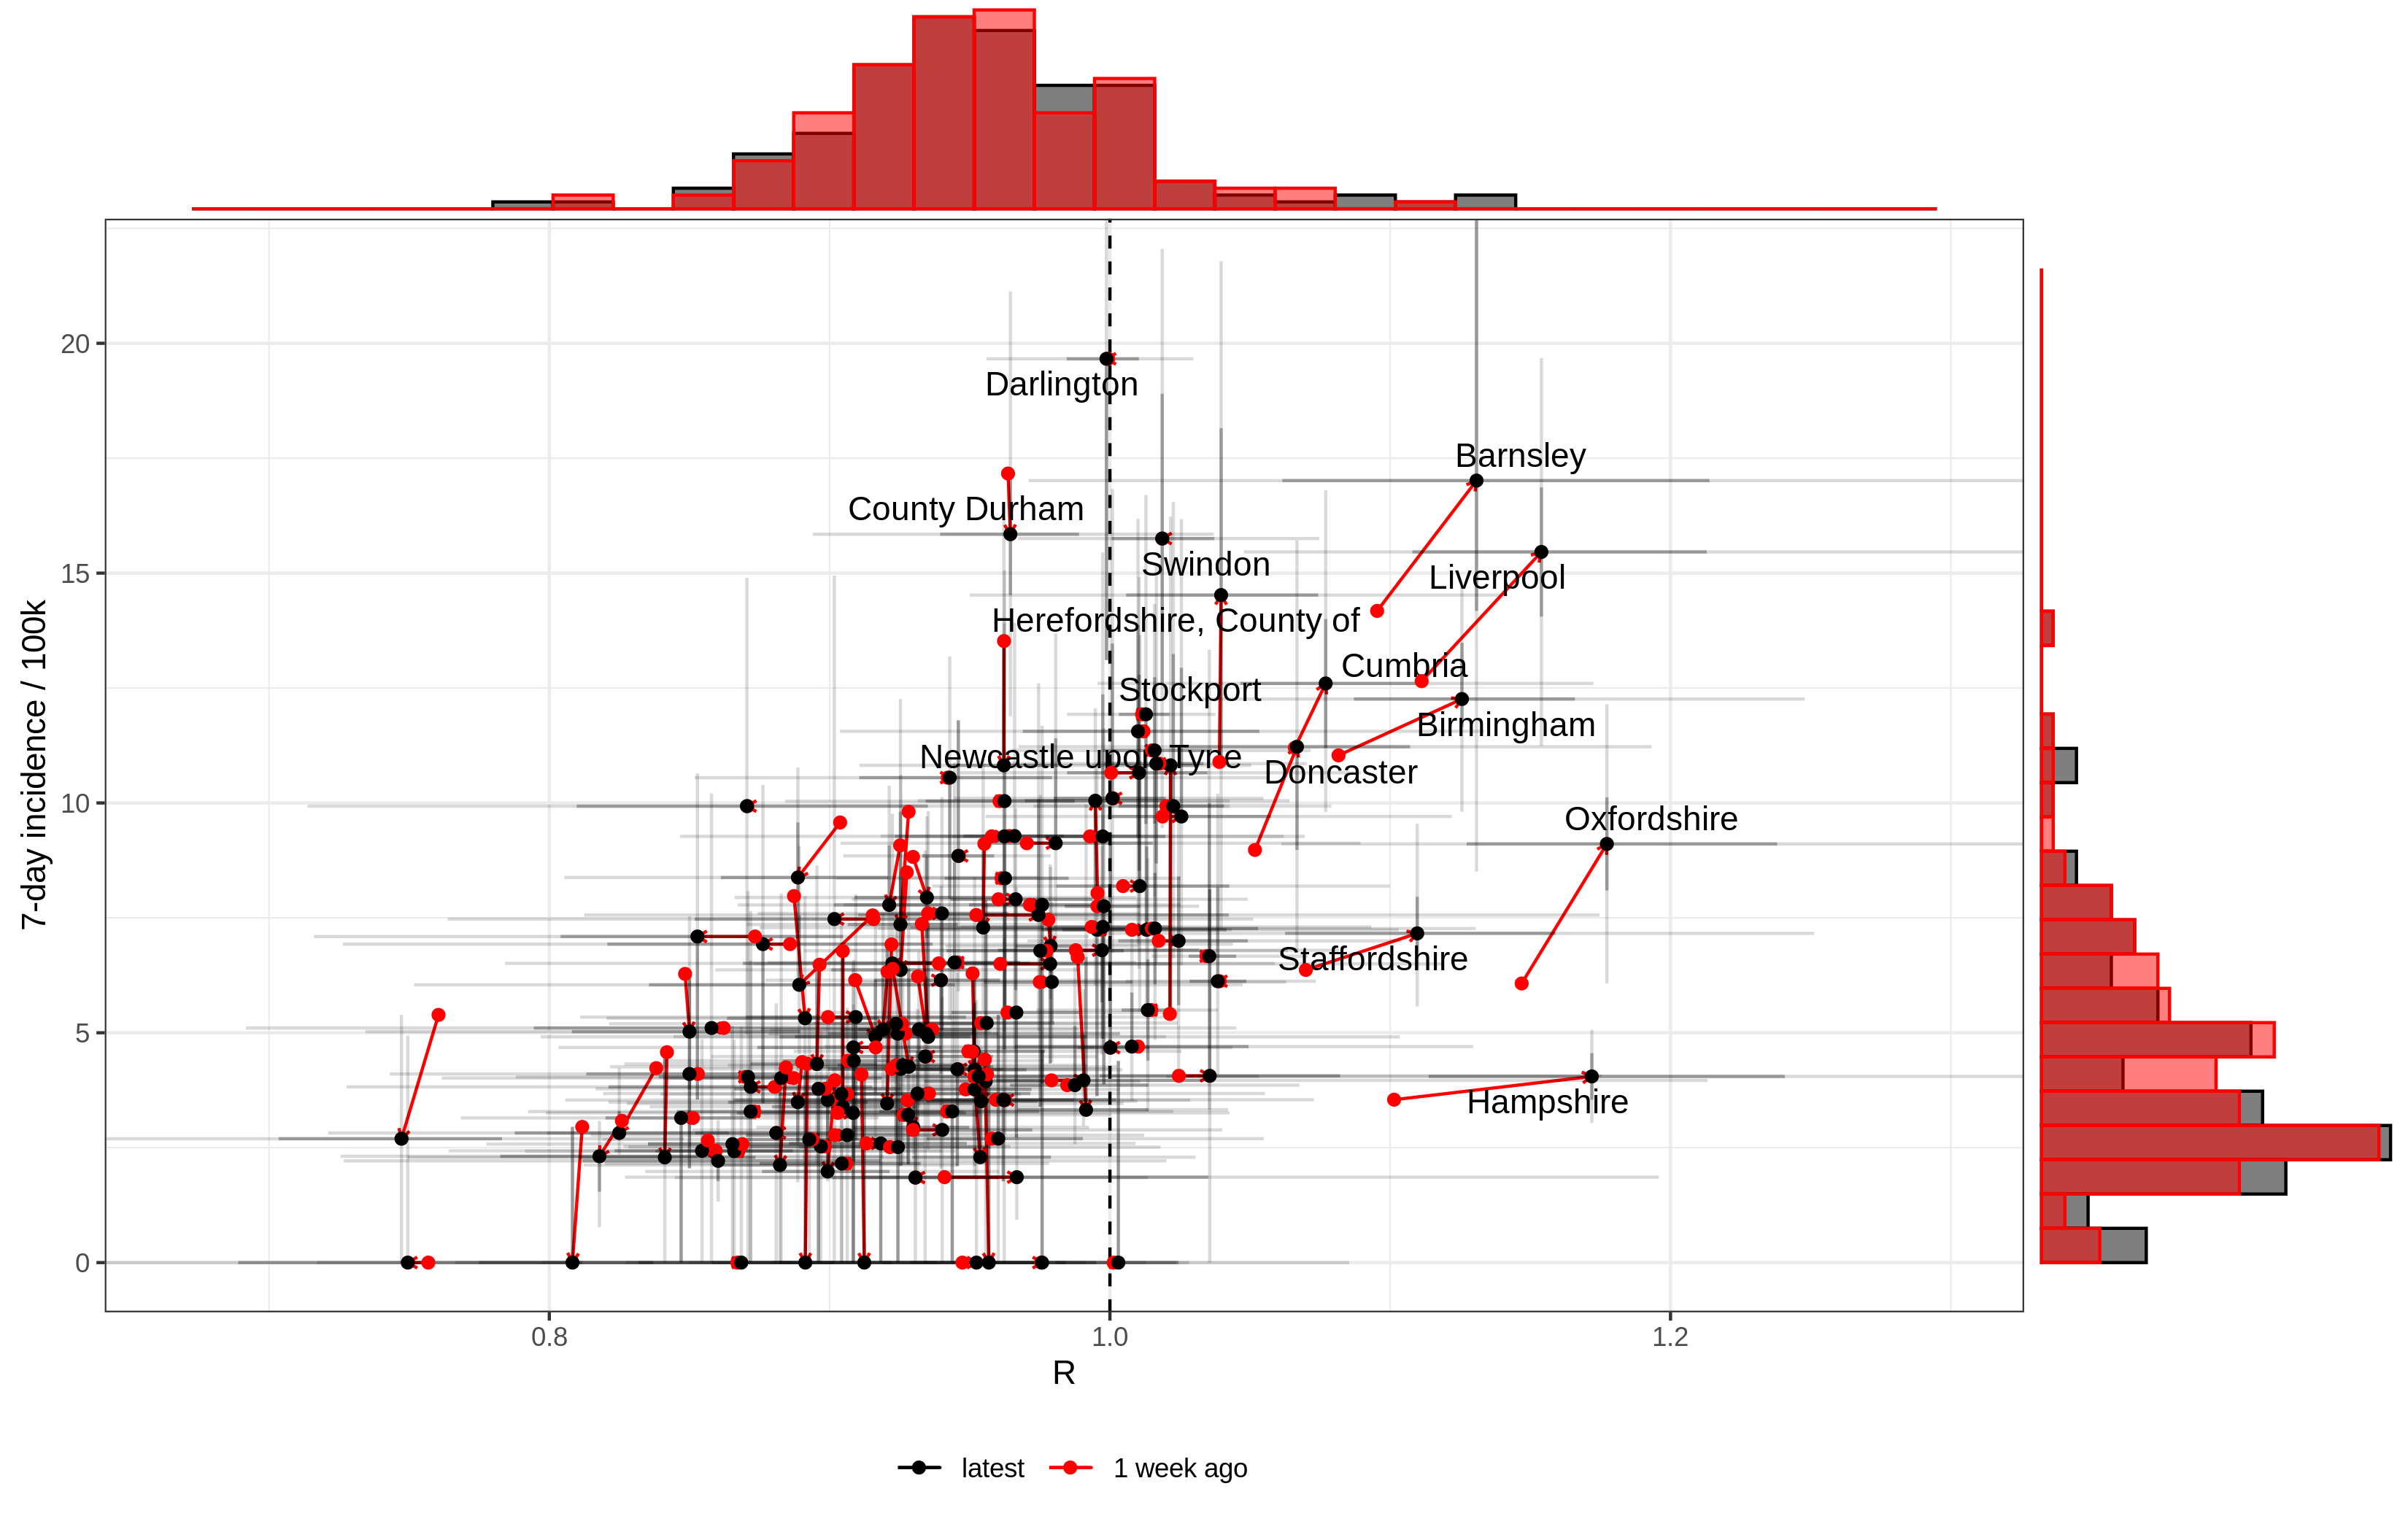 20
Darlington
Barnsley
County Durham
Swindon
15
Liverpool
Herefordshire, County of
7-day incidence / 100k
Cumbria
Stockport
Birmingham
Newcastle upon Tyne
Doncaster
10
Oxfordshire
Staffordshire
5
Hampshire
0
0.8 1.0 1.2
R
latest 1 week ago